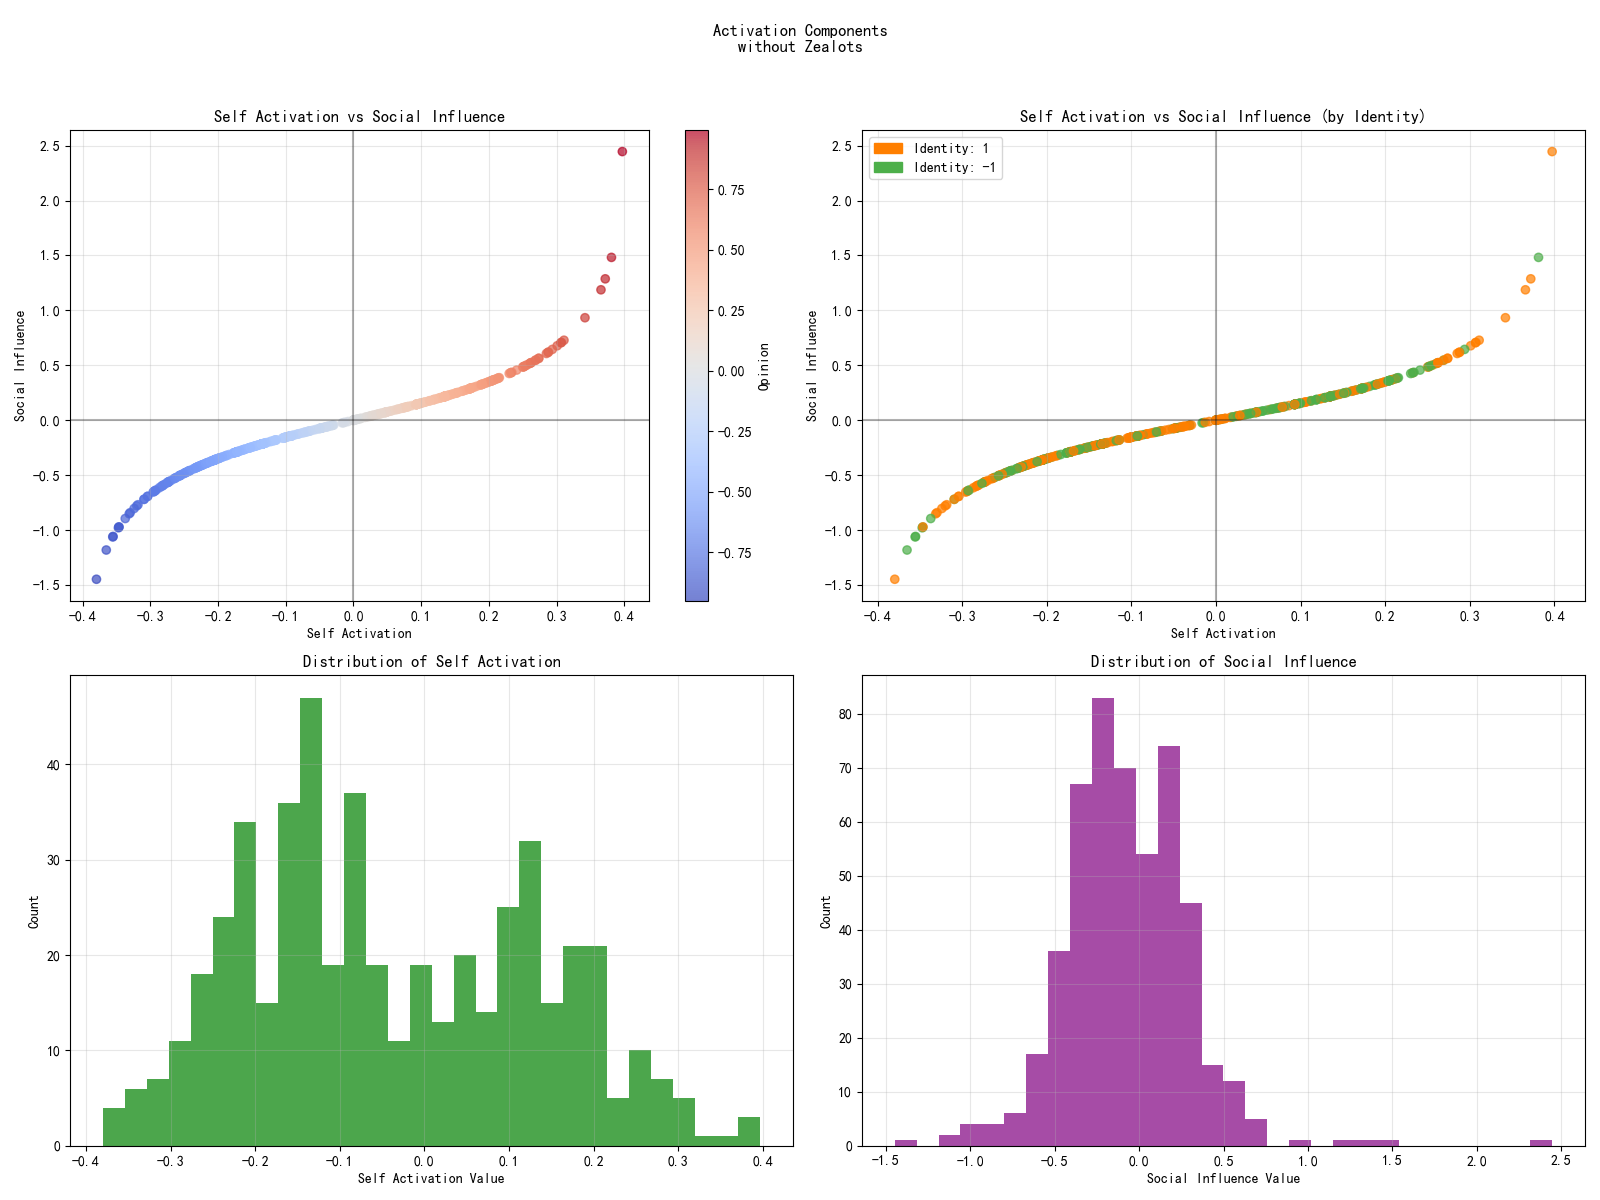 Activation Components
without Zealots
Self Activation vs Social Influence
2.5
2.0
1.5
1.0
0.5
0.0
−0.5
−1.0
−1.5
Social Influence
−0.4 −0.3 −0.2 −0.1 0.0 0.1 0.2 0.3 0.4
Self Activation
0.75
0.50
0.25
0.00
−0.25
−0.50
−0.75
Opinion
Self Activation vs Social Influence (by Identity)
Identity: 1
Identity: −1
2.5
2.0
1.5
1.0
0.5
0.0
−0.5
−1.0
−1.5
Social Influence
−0.4 −0.3 −0.2 −0.1 0.0 0.1 0.2 0.3 0.4
Self Activation
Distribution of Self Activation
40
30
20
10
0
Count
−0.4 −0.3 −0.2 −0.1 0.0 0.1 0.2 0.3 0.4
Self Activation Value
Distribution of Social Influence
80
70
60
50
40
30
20
10
0
Count
−1.5 −1.0 −0.5 0.0 0.5 1.0 1.5 2.0 2.5
Social Influence Value